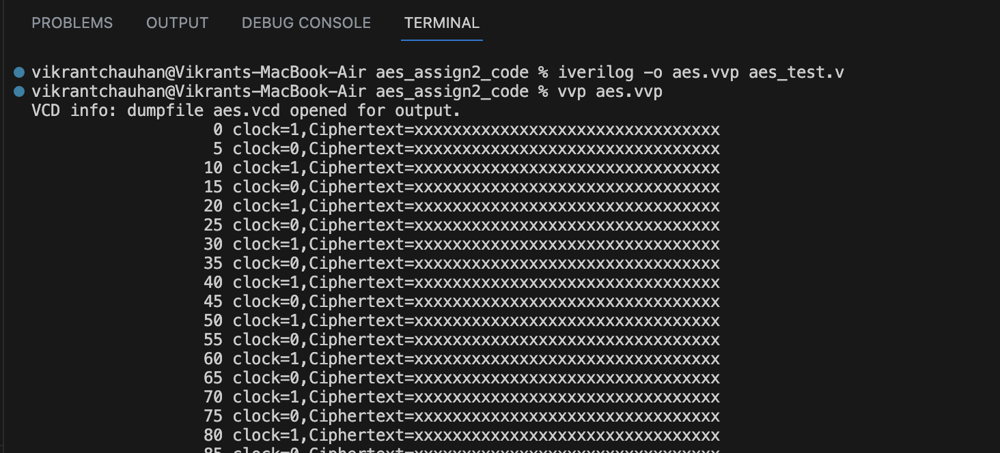 PROBLEMS OUTPUT DEBUG CONSOLE TERMINAL
vikrantchauhan@Vikrants-MacBook-Air aes_assign2_code % iverilog -o aes.vvp aes_test.v
vikrantchauhan@Vikrants-MacBook-Air aes_assign2_code % vvp aes.vvp
VCD info: dumpfile aes.vcd opened for output.
0 clock=1,Ciphertext=xxxxxxxxxxxxxxxxxxxxxxxxxxxxxxxx
5 clock=0,Ciphertext=xxxxxxxxxxxxxxxxxxxxxxxxxxxxxxxx
10 clock=1,Ciphertext=xxxxxxxxxxxxxxxxxxxxxxxxxxxxxxxx
15 clock=0,Ciphertext=xxxxxxxxxxxxxxxxxxxxxxxxxxxxxxxx
20 clock=1,Ciphertext=xxxxxxxxxxxxxxxxxxxxxxxxxxxxxxxx
25 clock=0,Ciphertext=xxxxxxxxxxxxxxxxxxxxxxxxxxxxxxxx
30 clock=1,Ciphertext=xxxxxxxxxxxxxxxxxxxxxxxxxxxxxxxx
35 clock=0,Ciphertext=xxxxxxxxxxxxxxxxxxxxxxxxxxxxxxxx
40 clock=1,Ciphertext=xxxxxxxxxxxxxxxxxxxxxxxxxxxxxxxx
45 clock=0,Ciphertext=xxxxxxxxxxxxxxxxxxxxxxxxxxxxxxxx
50 clock=1,Ciphertext=xxxxxxxxxxxxxxxxxxxxxxxxxxxxxxxx
55 clock=0,Ciphertext=xxxxxxxxxxxxxxxxxxxxxxxxxxxxxxxx
60 clock=1,Ciphertext=xxxxxxxxxxxxxxxxxxxxxxxxxxxxxxxx
65 clock=0,Ciphertext=xxxxxxxxxxxxxxxxxxxxxxxxxxxxxxxx
70 clock=1,Ciphertext=xxxxxxxxxxxxxxxxxxxxxxxxxxxxxxxx
75 clock=0,Ciphertext=xxxxxxxxxxxxxxxxxxxxxxxxxxxxxxxx
80 clock=1,Ciphertext=xxxxxxxxxxxxxxxxxxxxxxxxxxxxxxxx